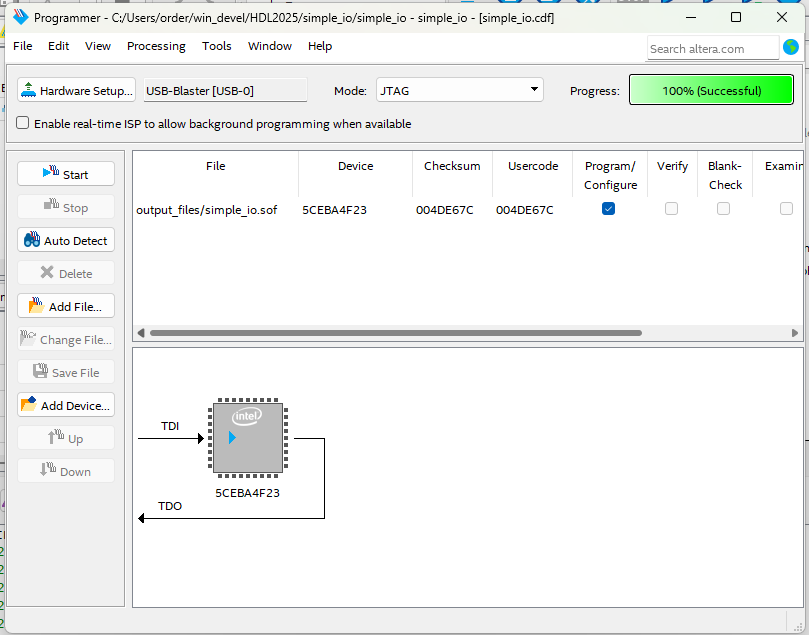 Programmer - C:/Users/order/win_devel/HDL2025/simple_io/simple_io - simple_io - [simple_io.cdf]
File Edit View Processing Tools Window Help
Search altera.com
Hardware Setup... USB-Blaster [USB-0] Mode: JTAG Progress: 100% (Successful)
Enable real-time ISP to allow background programming when available
Start
Stop
Auto Detect
Delete
Add File...
Change File...
Save File
Add Device...
Up
Down
File Device Checksum Usercode Program/ Verify Blank- Examin
Configure Check
output_files/simple_io.sof 5CEBA4F23 004DE67C 004DE67C
intel
TDI
5CEBA4F23
TDO